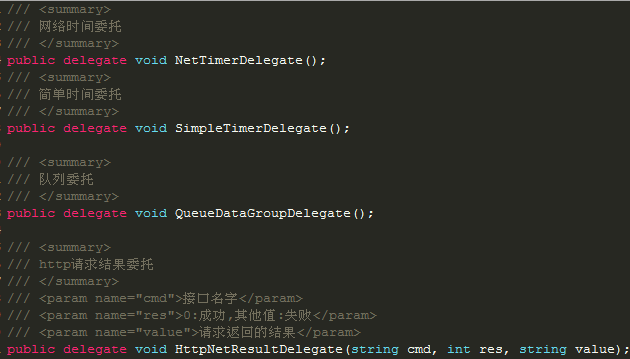 /// <summary>
/// 网络时间委托
/// </summary>
public delegate void NetTimerDelegate();
/// <summary>
/// 简单时间委托
/// </summary>
public delegate void SimpleTimerDelegate();
/// <summary>
/// 队列委托
/// </summary>
public delegate void QueueDataGroupDelegate();
/// <summary>
/// http请求结果委托
/// </summary>
/// <param name="cmd">接口名字</param>
/// <param name="res">0:成功,其他值:失败</param>
/// <param name="value">请求返回的结果</param>
public delegate void HttpNetResultDelegate(string cmd, int res, string value);